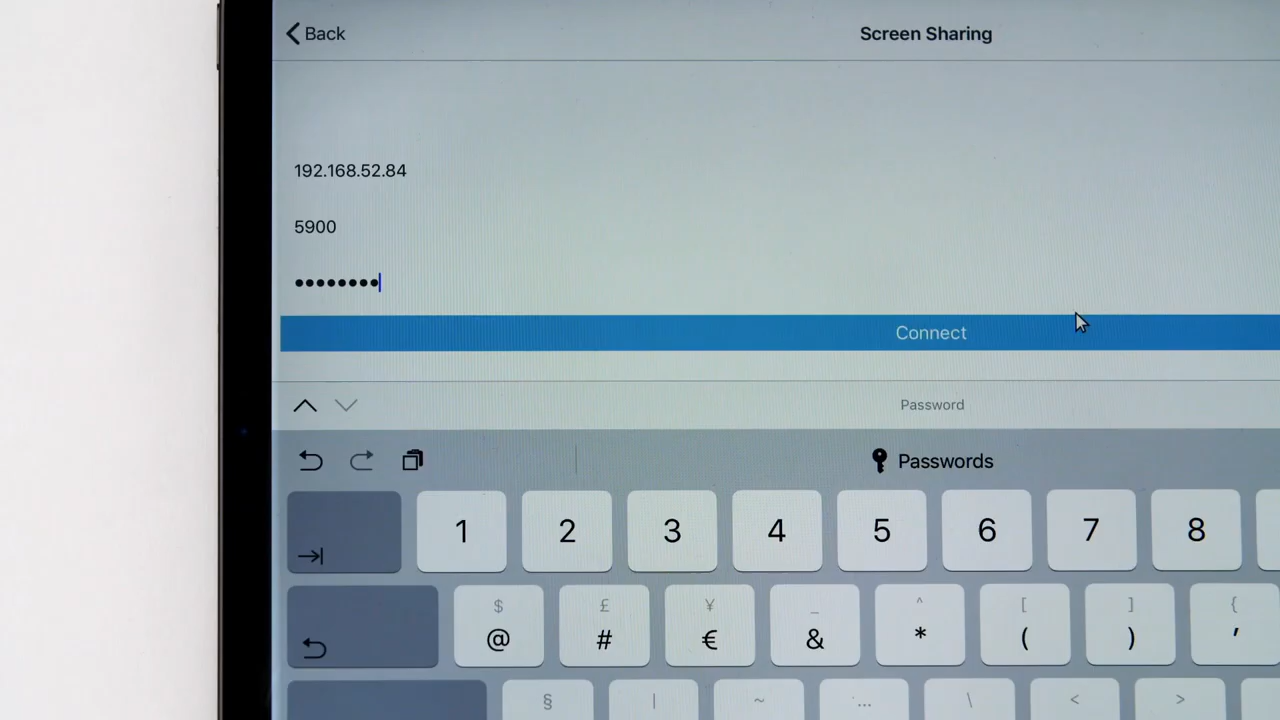 Back
Screen Sharing
192.168.52.84
5900
••••••••
Connect
Password
Passwords
1 2 3 4 5 6 7 8
$ £ ¥ _ ^ [ ] {
@ # € & * ( ) ′
§ | ~ … \ < >